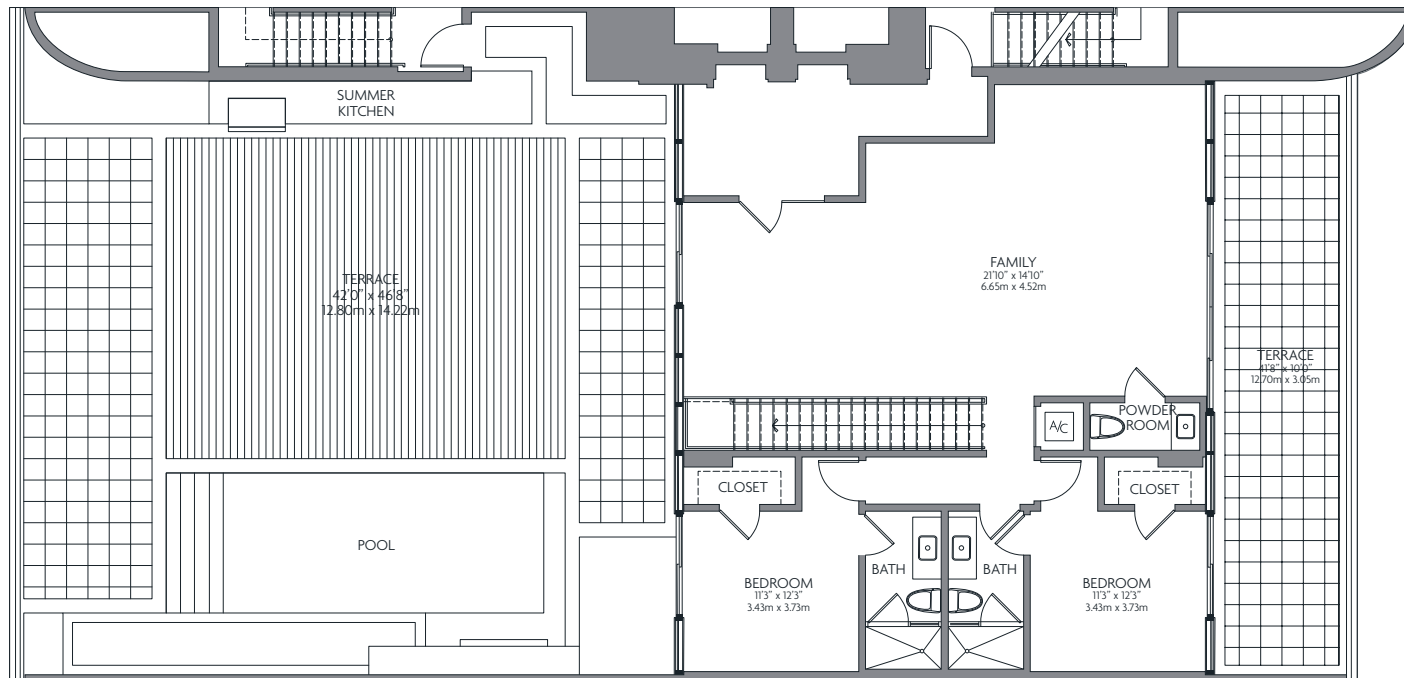 SUMMER
KITCHEN
TERRACE
42'0" x 46'8"
12.80m x 14.22m
FAMILY
21'10" x 14'10"
6.65m x 4.52m
TERRACE
41'8" x 10'0"
12.70m x 3.05m
A/C
POWDER
ROOM
CLOSET
CLOSET
POOL
BATH
BATH
BEDROOM
11'3" x 12'3"
3.43m x 3.73m
BEDROOM
11'3" x 12'3"
3.43m x 3.73m